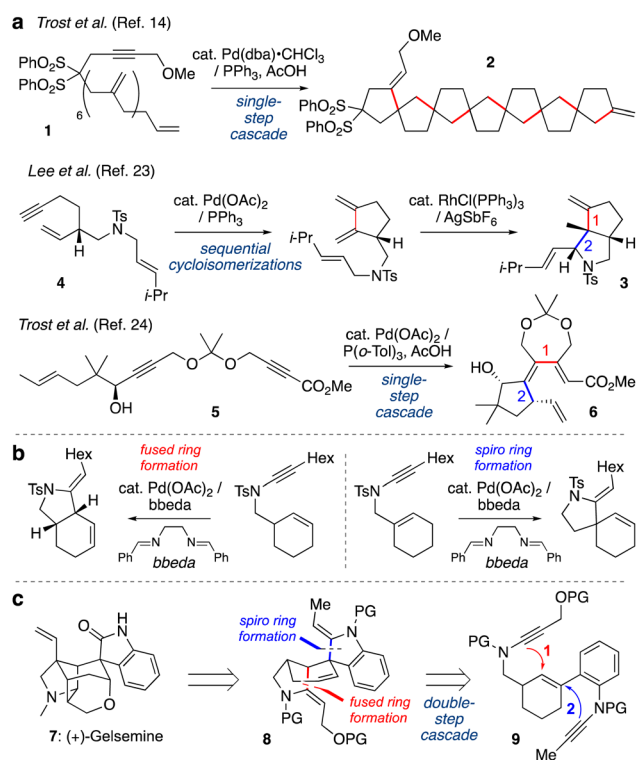 a Trost et al. (Ref. 14)
PhO₂S
PhO₂S
OMe
6
1
cat. Pd(dba)•CHCl3
/ PPh3, AcOH
single-
step
cascade
OMe
2
PhO₂S
PhO₂S
Lee et al. (Ref. 23)
Ts
N
H
i-Pr
4
cat. Pd(OAc)2
/ PPh3
sequential
cycloisomerizations
i-Pr
H
NTs
cat. RhCl(PPh3)3
/ AgSbF6
1
2
H
H
i-Pr
N
Ts
3
Trost et al. (Ref. 24)
O O
CO2Me
OH
5
cat. Pd(OAc)2 /
P(o-Tol)3, AcOH
single-
step
cascade
O O
1
HO
2
CO2Me
6
b
Hex
TsN
H
H
fused ring
formation
cat. Pd(OAc)2 /
bbeda
N N
Ph Ph
bbeda
Hex
TsN
Hex
TsN
spiro ring
formation
cat. Pd(OAc)2 /
bbeda
N N
Ph Ph
bbeda
Hex
Ts
N
c
H
N
O
N
Me
O
7: (+)-Gelsemine
Me
PG
N
spiro ring
formation
fused ring
formation
N
PG
OPG
8
double-
step
cascade
OPG
PG
N
1
2
NPG
Me
9